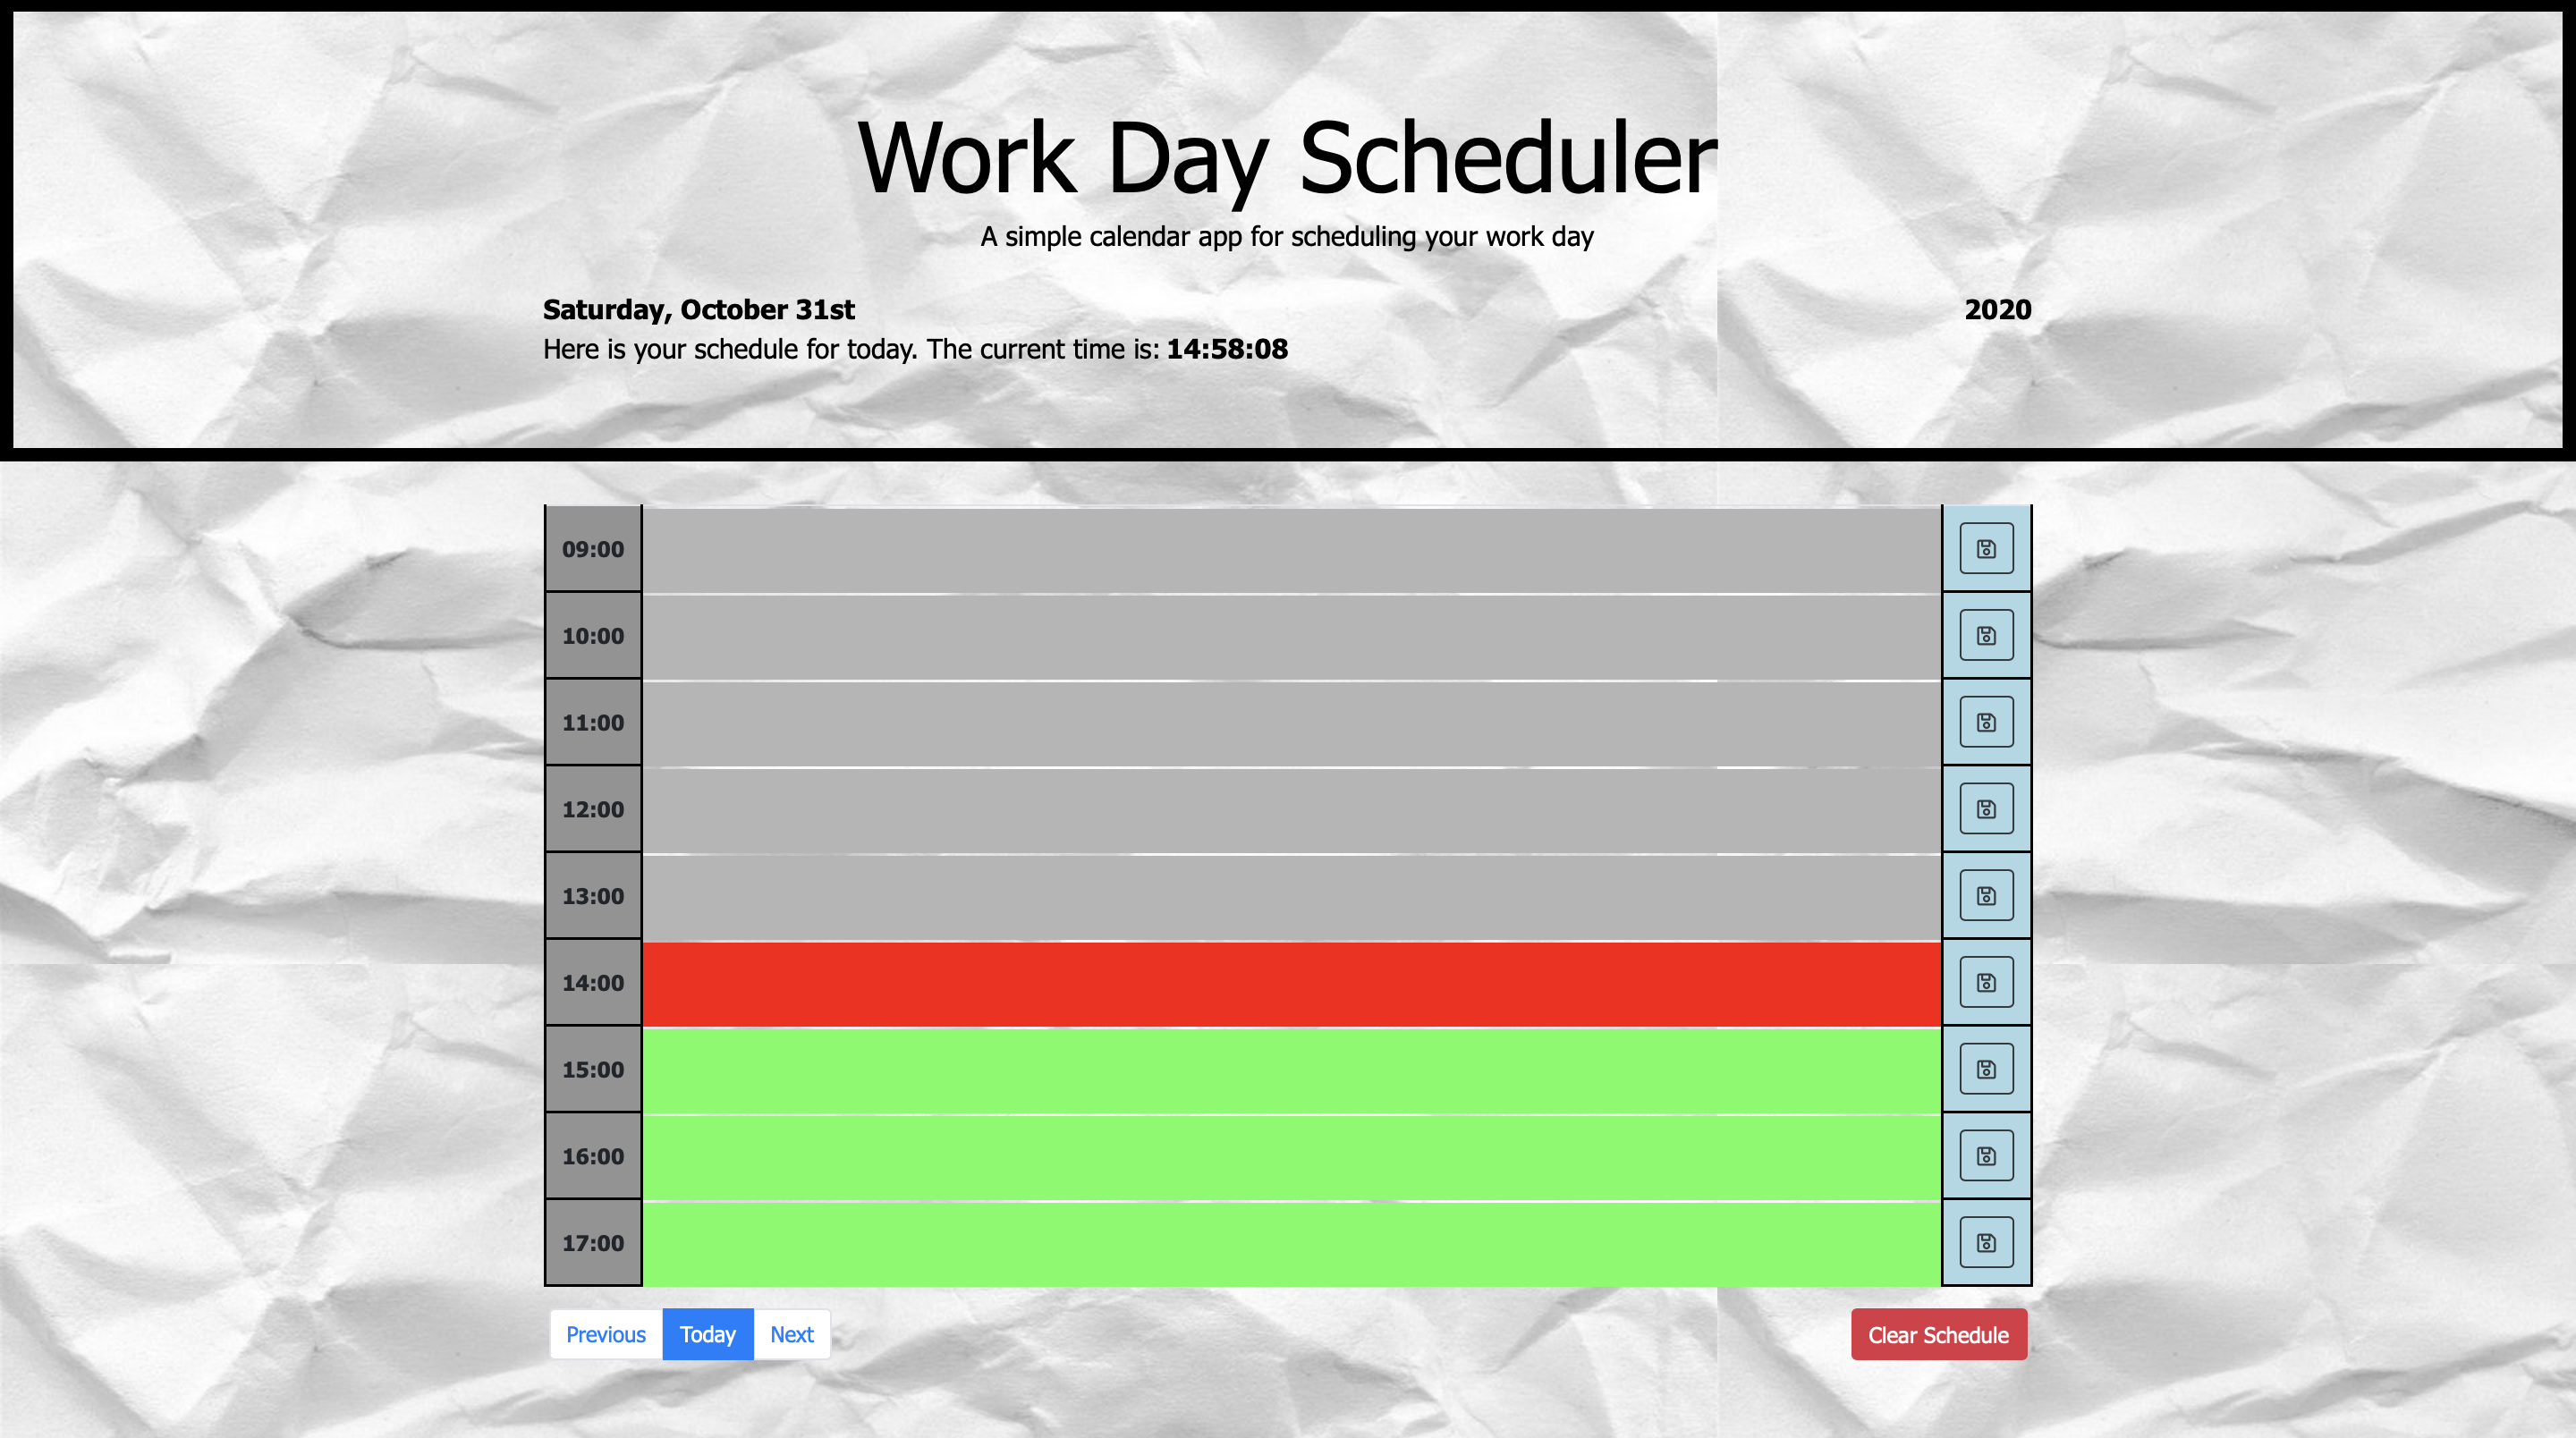 Work Day Scheduler
A simple calendar app for scheduling your work day
Saturday, October 31st 2020
Here is your schedule for today. The current time is: 14:58:08
09:00
10:00
11:00
12:00
13:00
14:00
15:00
16:00
17:00
Previous Today Next Clear Schedule